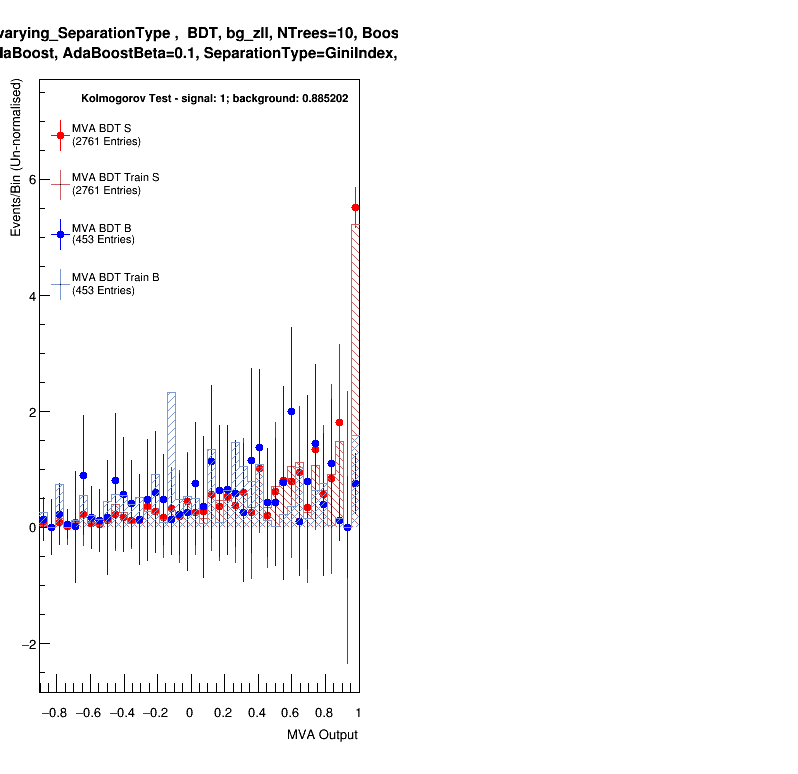 varying_SeparationType ,  BDT, bg_zll, NTrees=10, Boos
daBoost, AdaBoostBeta=0.1, SeparationType=GiniIndex,
Kolmogorov Test - signal: 1; background: 0.885202
Events/Bin (Un-normalised)
MVA BDT S
(2761 Entries)
MVA BDT Train S
(2761 Entries)
MVA BDT B
(453 Entries)
MVA BDT Train B
(453 Entries)
6
4
2
0
−2
−0.8 −0.6 −0.4 −0.2 0 0.2 0.4 0.6 0.8 1
MVA Output